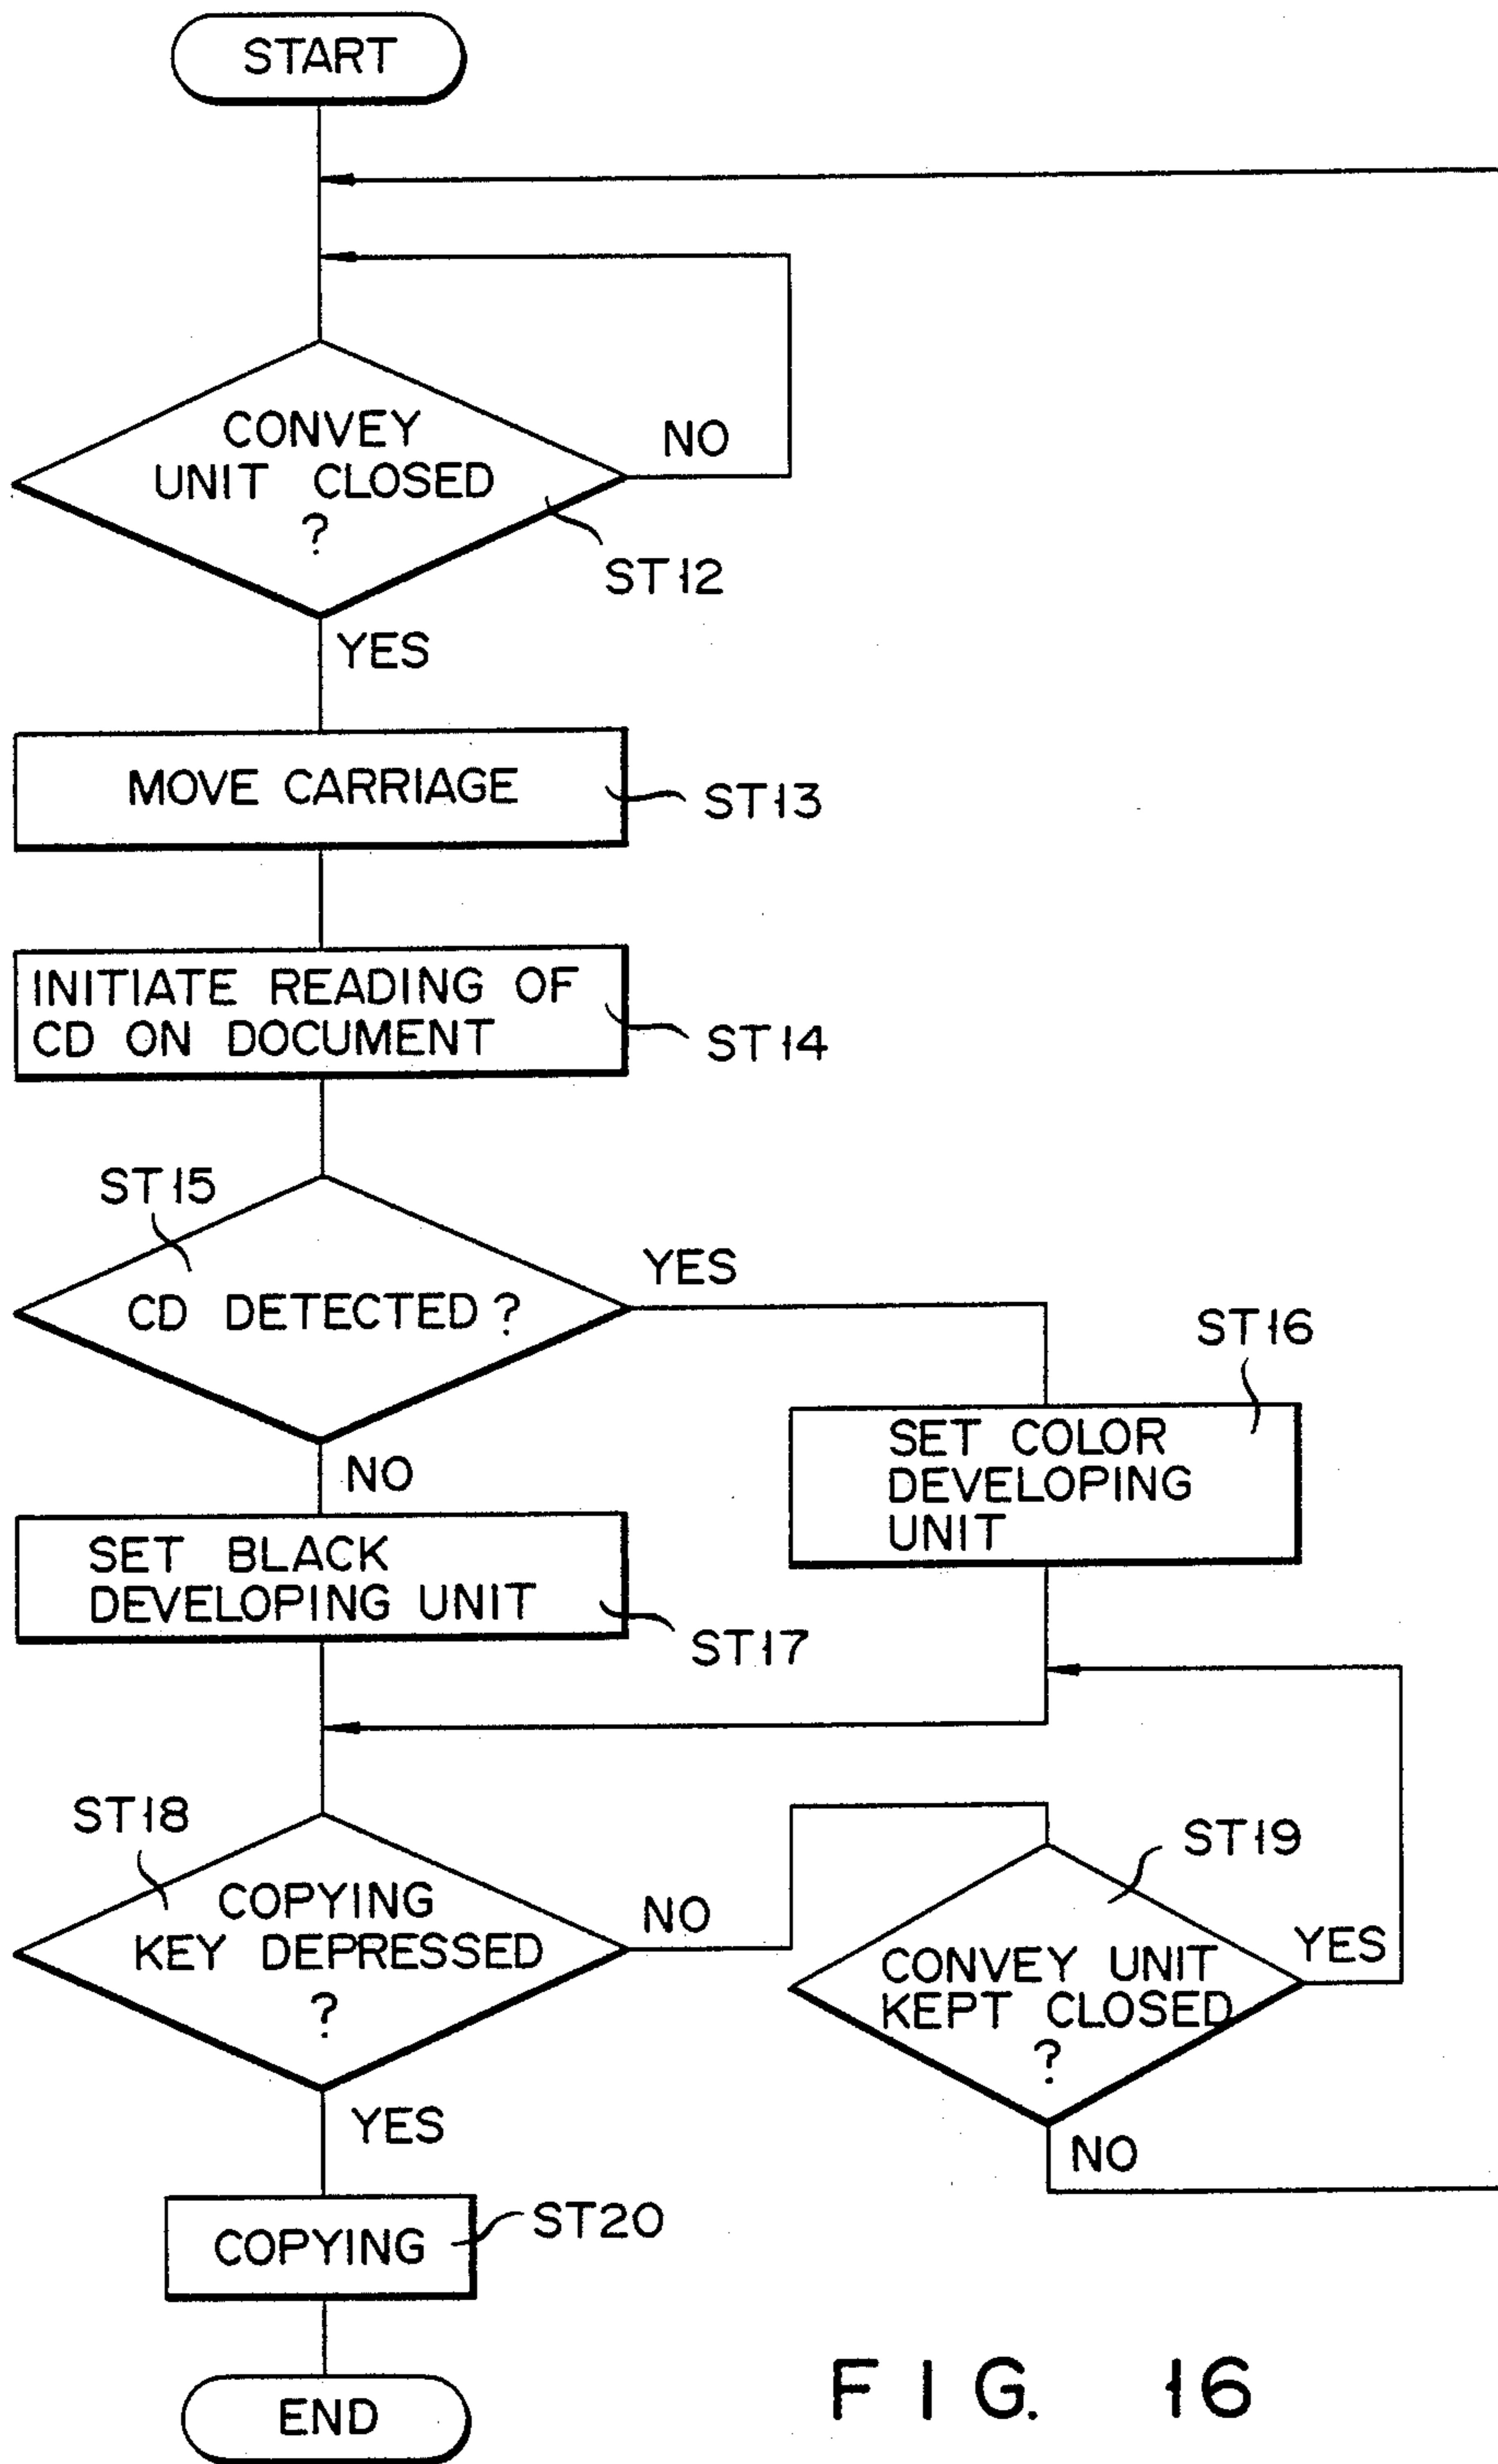 START
CONVEY
UNIT CLOSED
?
NO
ST12
YES
MOVE CARRIAGE
ST13
INITIATE READING OF
CD ON DOCUMENT
ST14
ST15
CD DETECTED ?
YES
ST16
SET COLOR
DEVELOPING
UNIT
NO
SET BLACK
DEVELOPING UNIT
ST17
ST18
COPYING
KEY DEPRESSED
?
NO
ST19
CONVEY UNIT
KEPT CLOSED
?
YES
NO
YES
COPYING
ST20
END
FIG. 16